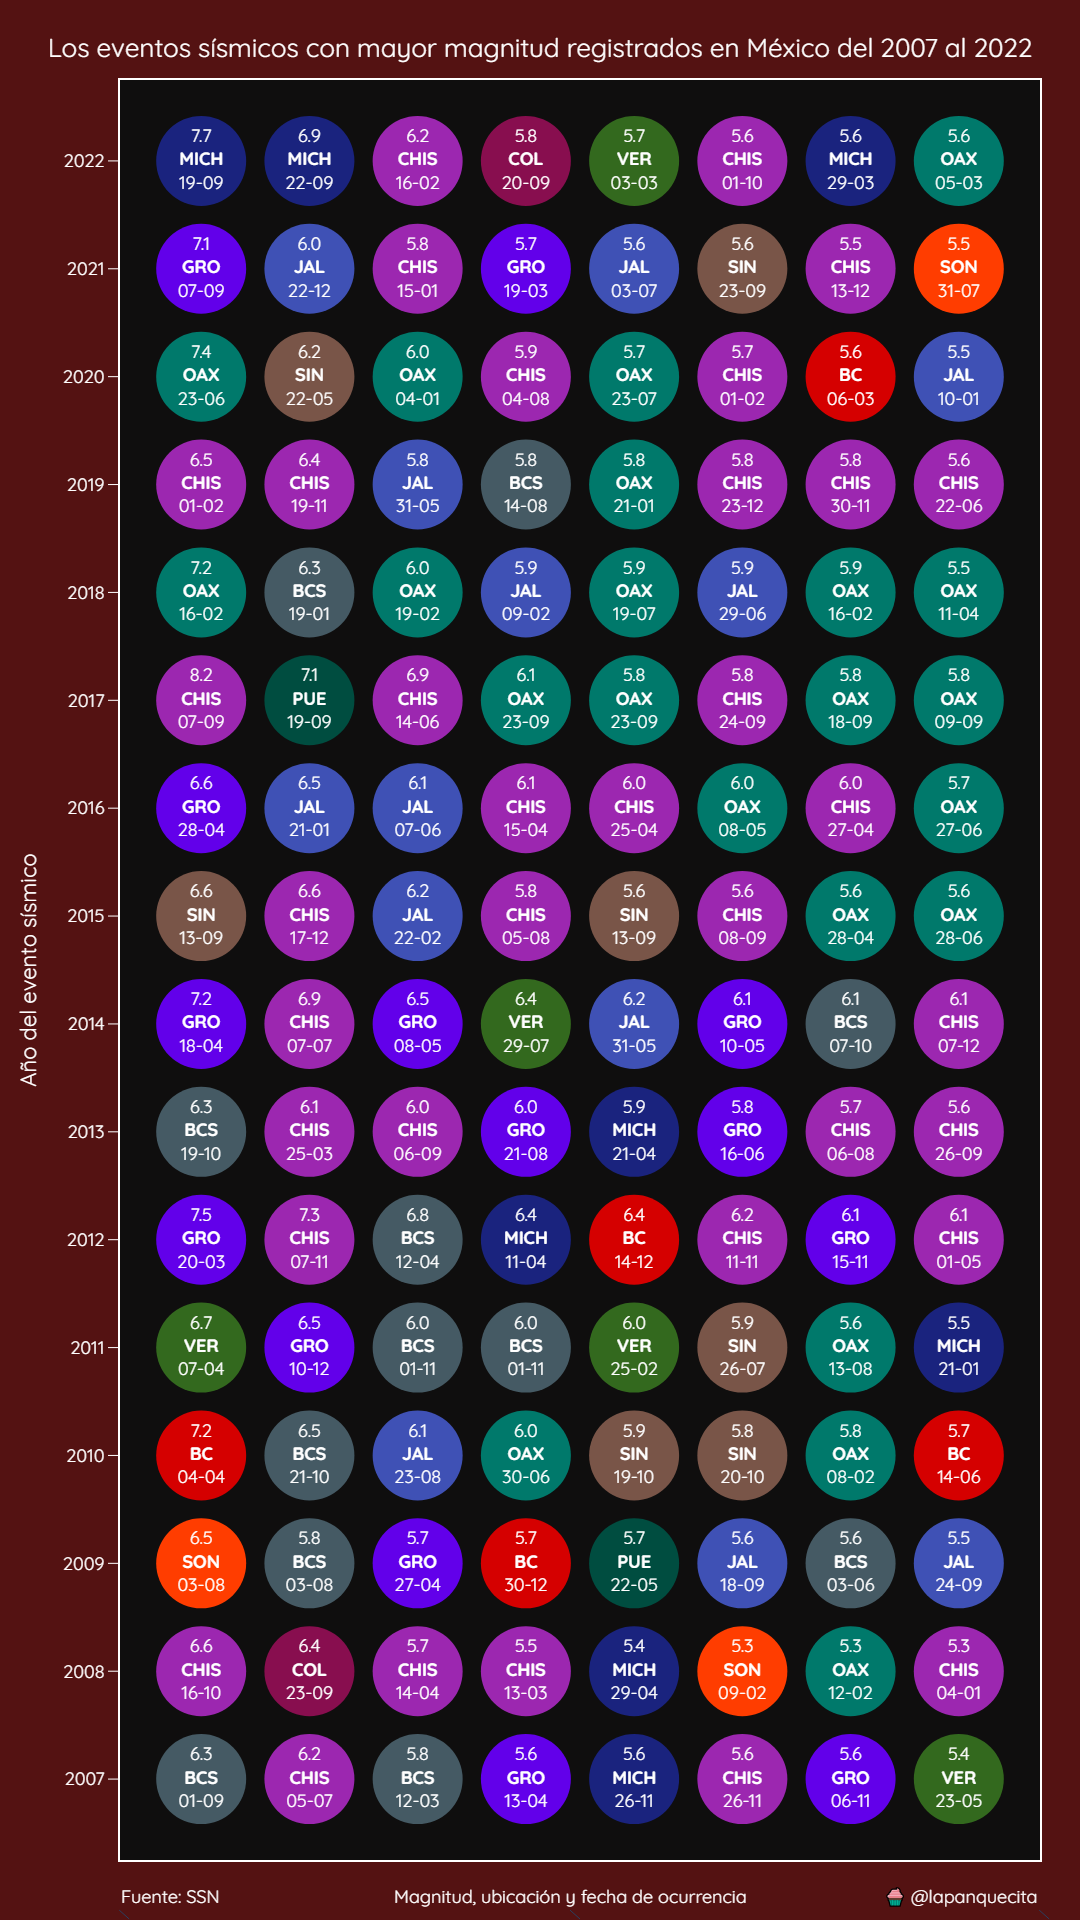 Los eventos sísmicos con mayor magnitud registrados en México del 2007 al 2022
Año del evento sísmico
2022
7.7 6.9 6.2 5.8 5.7 5.6 5.6 5.6
MICH MICH CHIS COL VER CHIS MICH OAX
19-09 22-09 16-02 20-09 03-03 01-10 29-03 05-03
2021
7.1 6.0 5.8 5.7 5.6 5.6 5.5 5.5
GRO JAL CHIS GRO JAL SIN CHIS SON
07-09 22-12 15-01 19-03 03-07 23-09 13-12 31-07
2020
7.4 6.2 6.0 5.9 5.7 5.7 5.6 5.5
OAX SIN OAX CHIS OAX CHIS BC JAL
23-06 22-05 04-01 04-08 23-07 01-02 06-03 10-01
2019
6.5 6.4 5.8 5.8 5.8 5.8 5.8 5.6
CHIS CHIS JAL BCS OAX CHIS CHIS CHIS
01-02 19-11 31-05 14-08 21-01 23-12 30-11 22-06
2018
7.2 6.3 6.0 5.9 5.9 5.9 5.9 5.5
OAX BCS OAX JAL OAX JAL OAX OAX
16-02 19-01 19-02 09-02 19-07 29-06 16-02 11-04
2017
8.2 7.1 6.9 6.1 5.8 5.8 5.8 5.8
CHIS PUE CHIS OAX OAX CHIS OAX OAX
07-09 19-09 14-06 23-09 23-09 24-09 18-09 09-09
2016
6.6 6.5 6.1 6.1 6.0 6.0 6.0 5.7
GRO JAL JAL CHIS CHIS OAX CHIS OAX
28-04 21-01 07-06 15-04 25-04 08-05 27-04 27-06
2015
6.6 6.6 6.2 5.8 5.6 5.6 5.6 5.6
SIN CHIS JAL CHIS SIN CHIS OAX OAX
13-09 17-12 22-02 05-08 13-09 08-09 28-04 28-06
2014
7.2 6.9 6.5 6.4 6.2 6.1 6.1 6.1
GRO CHIS GRO VER JAL GRO BCS CHIS
18-04 07-07 08-05 29-07 31-05 10-05 07-10 07-12
2013
6.3 6.1 6.0 6.0 5.9 5.8 5.7 5.6
BCS CHIS CHIS GRO MICH GRO CHIS CHIS
19-10 25-03 06-09 21-08 21-04 16-06 06-08 26-09
2012
7.5 7.3 6.8 6.4 6.4 6.2 6.1 6.1
GRO CHIS BCS MICH BC CHIS GRO CHIS
20-03 07-11 12-04 11-04 14-12 11-11 15-11 01-05
2011
6.7 6.5 6.0 6.0 6.0 5.9 5.6 5.5
VER GRO BCS BCS VER SIN OAX MICH
07-04 10-12 01-11 01-11 25-02 26-07 13-08 21-01
2010
7.2 6.5 6.1 6.0 5.9 5.8 5.8 5.7
BC BCS JAL OAX SIN SIN OAX BC
04-04 21-10 23-08 30-06 19-10 20-10 08-02 14-06
2009
6.5 5.8 5.7 5.7 5.7 5.6 5.6 5.5
SON BCS GRO BC PUE JAL BCS JAL
03-08 03-08 27-04 30-12 22-05 18-09 03-06 24-09
2008
6.6 6.4 5.7 5.5 5.4 5.3 5.3 5.3
CHIS COL CHIS CHIS MICH SON OAX CHIS
16-10 23-09 14-04 13-03 29-04 09-02 12-02 04-01
2007
6.3 6.2 5.8 5.6 5.6 5.6 5.6 5.4
BCS CHIS BCS GRO MICH CHIS GRO VER
01-09 05-07 12-03 13-04 26-11 26-11 06-11 23-05
Fuente: SSN
Magnitud, ubicación y fecha de ocurrencia
@lapanquecita